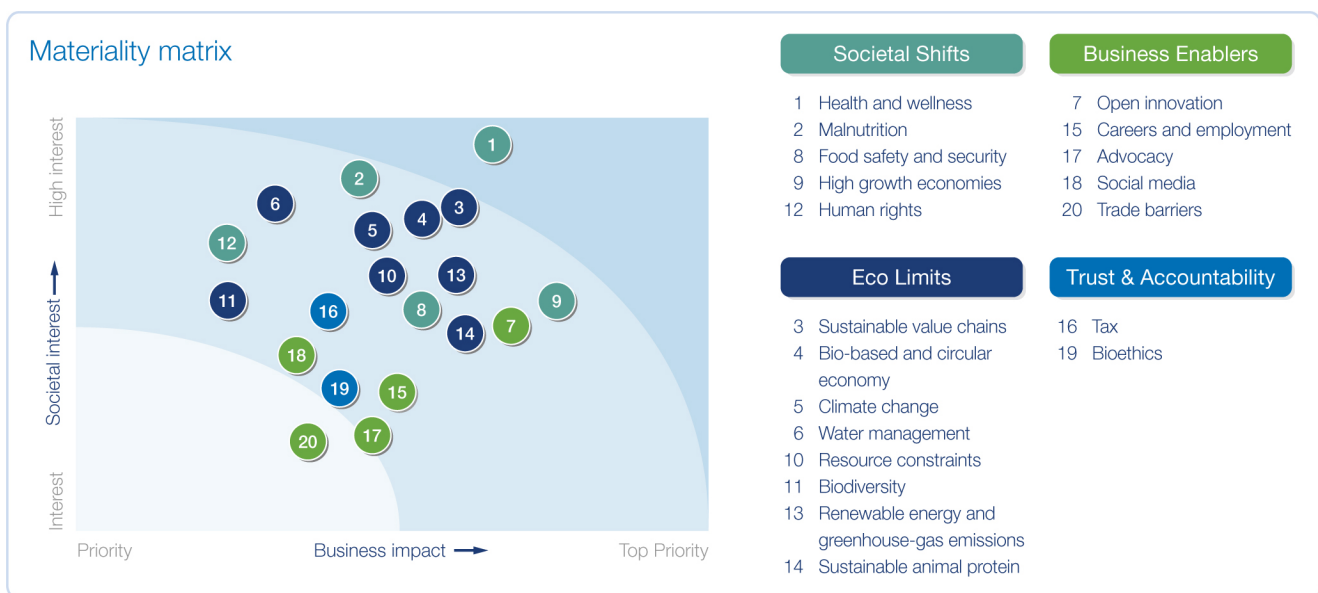 Materiality matrix
High interest
Societal interest
Interest
1
2
3
6
4
5
12
10
13
11
9
8
16
7
14
18
19
15
17
20
Priority
Business impact
Top Priority
Societal Shifts
1 Health and wellness
2 Malnutrition
8 Food safety and security
9 High growth economies
12 Human rights
Business Enablers
7 Open innovation
15 Careers and employment
17 Advocacy
18 Social media
20 Trade barriers
Eco Limits
3 Sustainable value chains
4 Bio-based and circular
economy
5 Climate change
6 Water management
10 Resource constraints
11 Biodiversity
13 Renewable energy and
greenhouse-gas emissions
14 Sustainable animal protein
Trust & Accountability
16 Tax
19 Bioethics